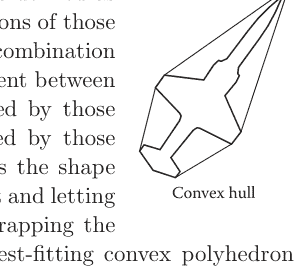 ons of those
combination
ent between
ed by those
ed by those
s the shape
t and letting
rapping the
est-fitting convex polyhedron
Convex hull